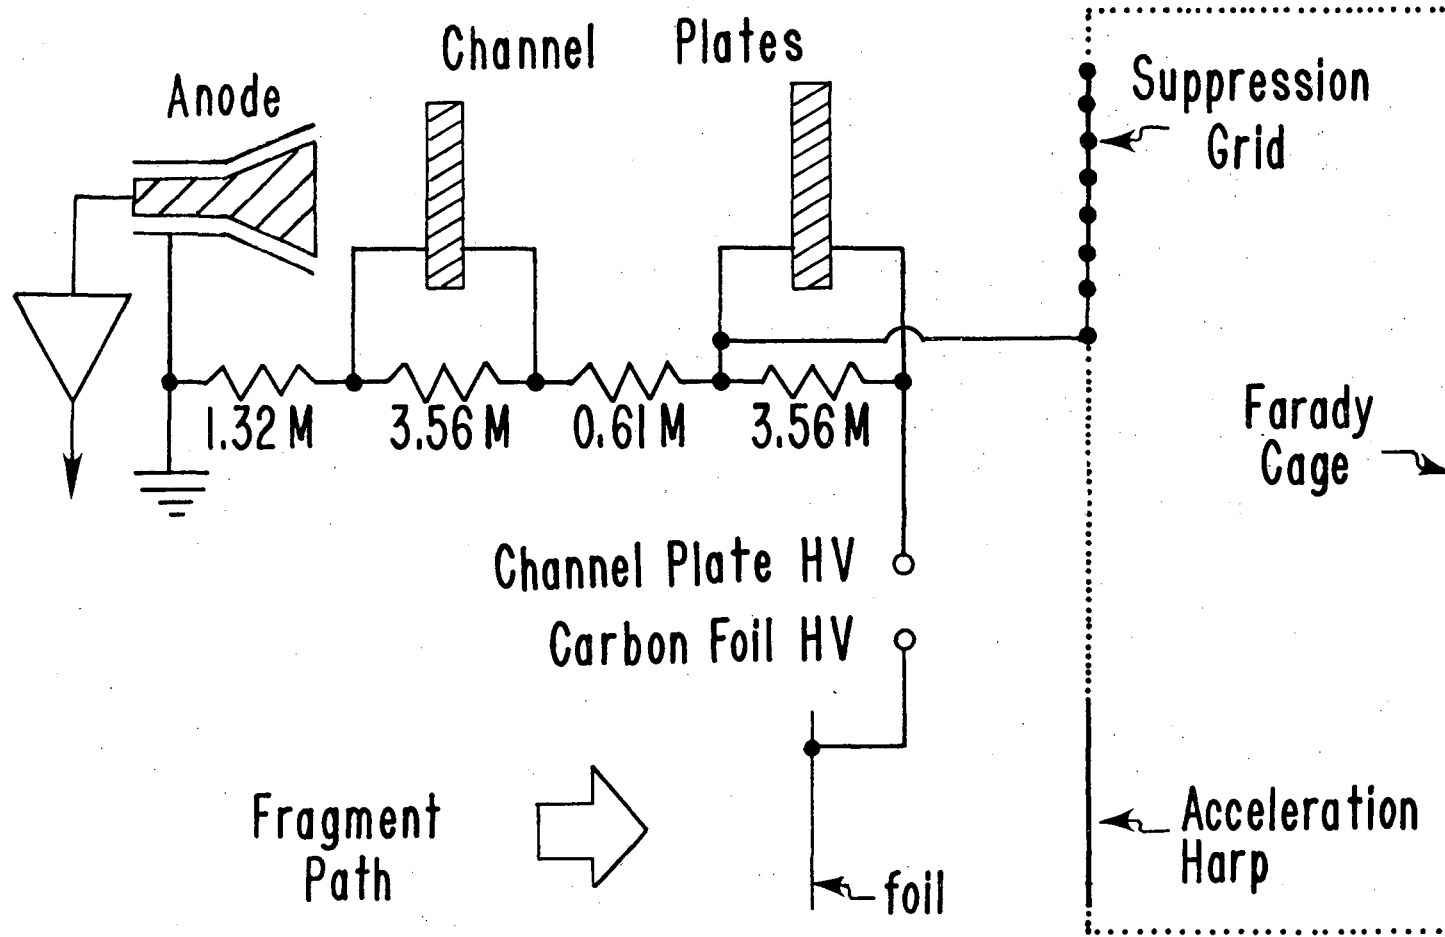 Channel Plates
Anode
Suppression
Grid
1.32 M
3.56 M
0.61 M
3.56 M
Farady
Cage
Channel Plate HV
Carbon Foil HV
Fragment
Path
Acceleration
Harp
foil